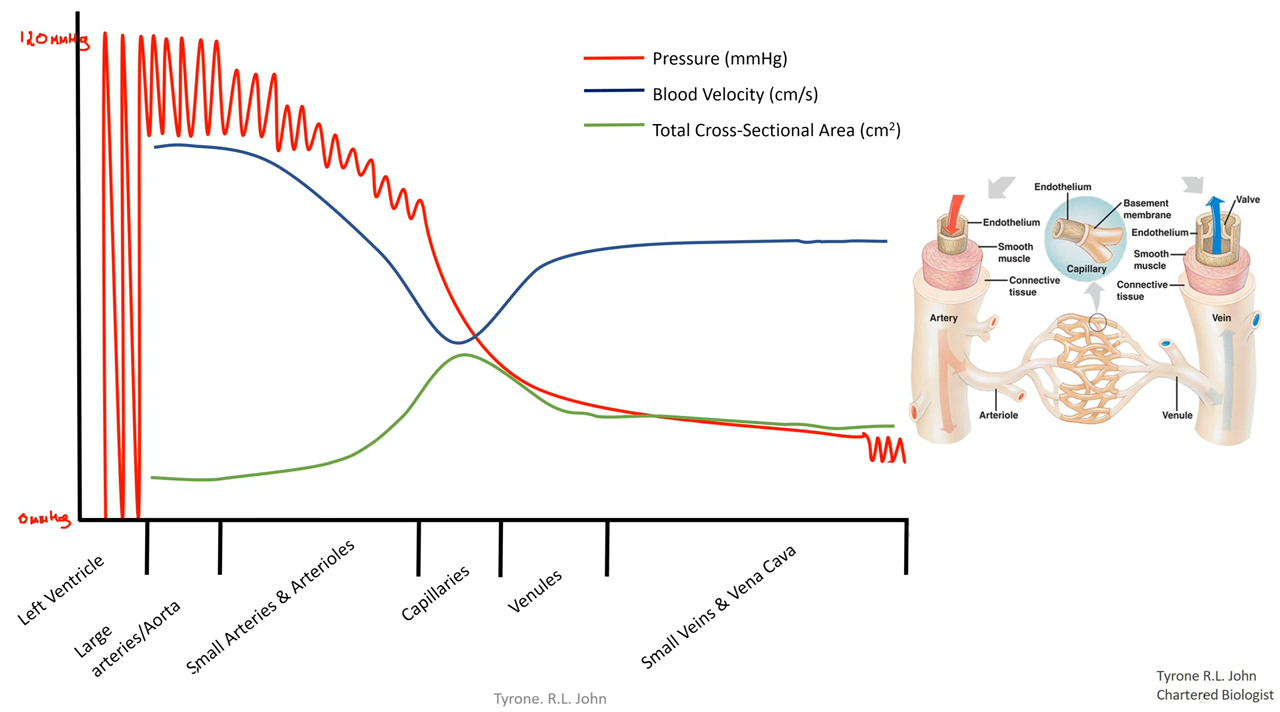 120mmHg
Pressure (mmHg)
Blood Velocity (cm/s)
Total Cross-Sectional Area (cm²)
Endothelium
Basement
membrane
Valve
Endothelium
Endothelium
Smooth
muscle
Smooth
muscle
Capillary
Connective
tissue
Connective
tissue
Artery
Vein
Arteriole
Venule
0mmHg
Left Ventricle
Large
arteries/Aorta
Small Arteries & Arterioles
Capillaries
Venules
Small Veins & Vena Cava
Tyrone. R.L. John
Tyrone R.L. John
Chartered Biologist